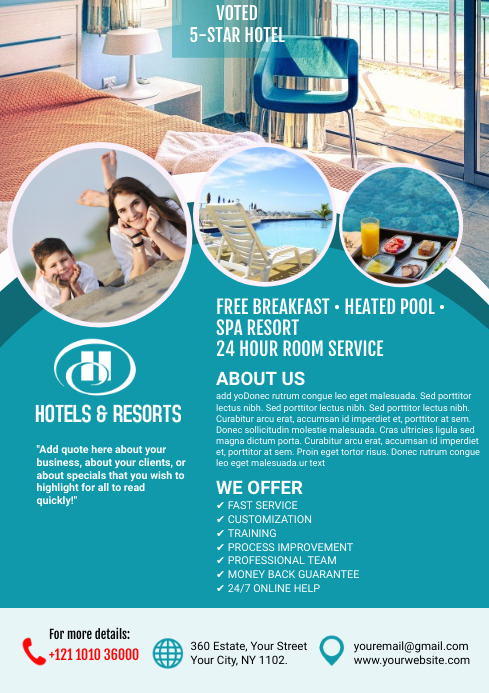 VOTED
5-STAR HOTEL
FREE BREAKFAST • HEATED POOL •
SPA RESORT
24 HOUR ROOM SERVICE
H
HOTELS & RESORTS
"Add quote here about your
business, about your clients, or
about specials that you wish to
highlight for all to read
quickly!"
ABOUT US
add yoDonec rutrum congue leo eget malesuada. Sed porttitor
lectus nibh. Sed porttitor lectus nibh. Sed porttitor lectus nibh.
Curabitur arcu erat, accumsan id imperdiet et, porttitor at sem.
Donec sollicitudin molestie malesuada. Cras ultricies ligula sed
magna dictum porta. Curabitur arcu erat, accumsan id imperdiet
et, porttitor at sem. Proin eget tortor risus. Donec rutrum congue
leo eget malesuada.ur text
WE OFFER
✔ FAST SERVICE
✔ CUSTOMIZATION
✔ TRAINING
✔ PROCESS IMPROVEMENT
✔ PROFESSIONAL TEAM
✔ MONEY BACK GUARANTEE
✔ 24/7 ONLINE HELP
For more details:
+121 1010 36000
360 Estate, Your Street
Your City, NY 1102.
youremail@gmail.com
www.yourwebsite.com